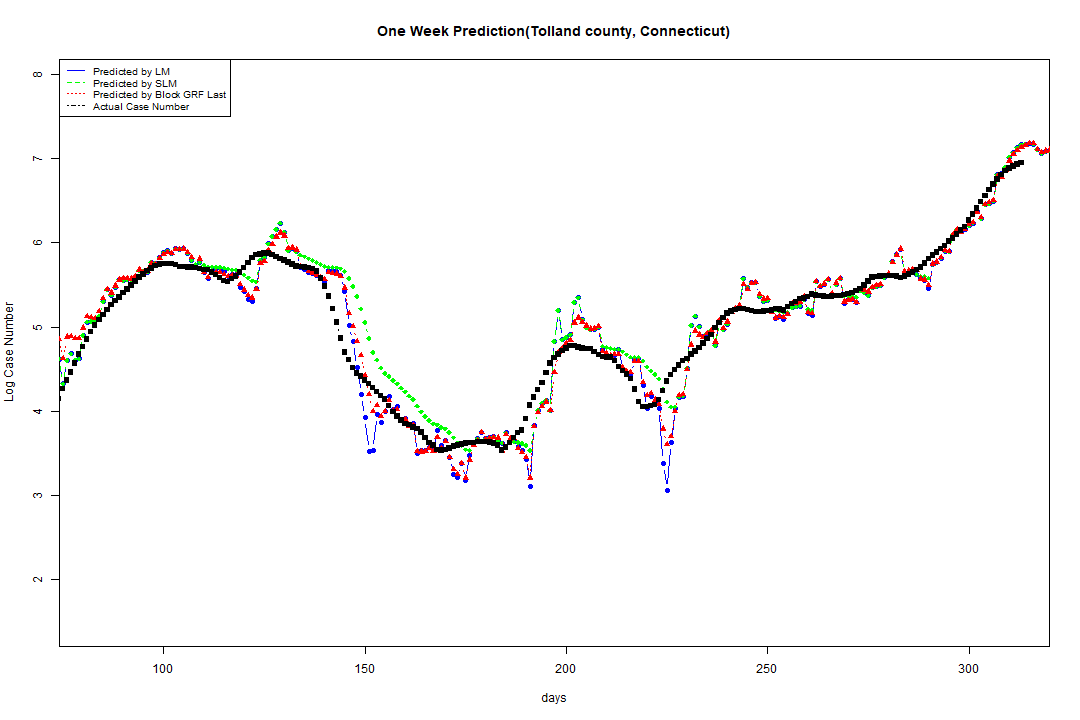 One Week Prediction(Tolland county, Connecticut)
Predicted by LM
Predicted by SLM
Predicted by Block GRF Last
Actual Case Number
8
7
6
5
4
3
2
Log Case Number
100 150 200 250 300
days